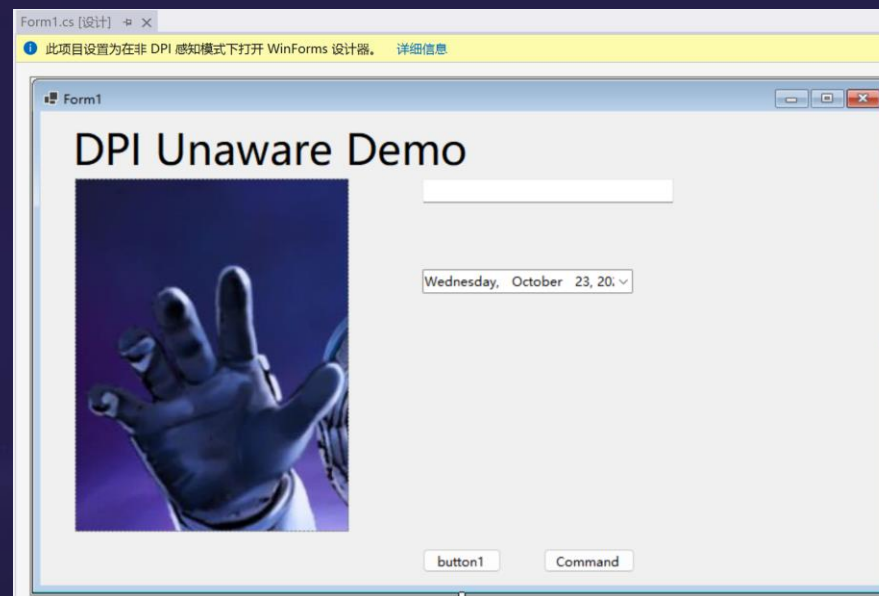 Form1.cs [设计]
此项目设置为在非 DPI 感知模式下打开 WinForms 设计器。 详细信息
Form1
DPI Unaware Demo
Wednesday, October 23, 20
button1 Command